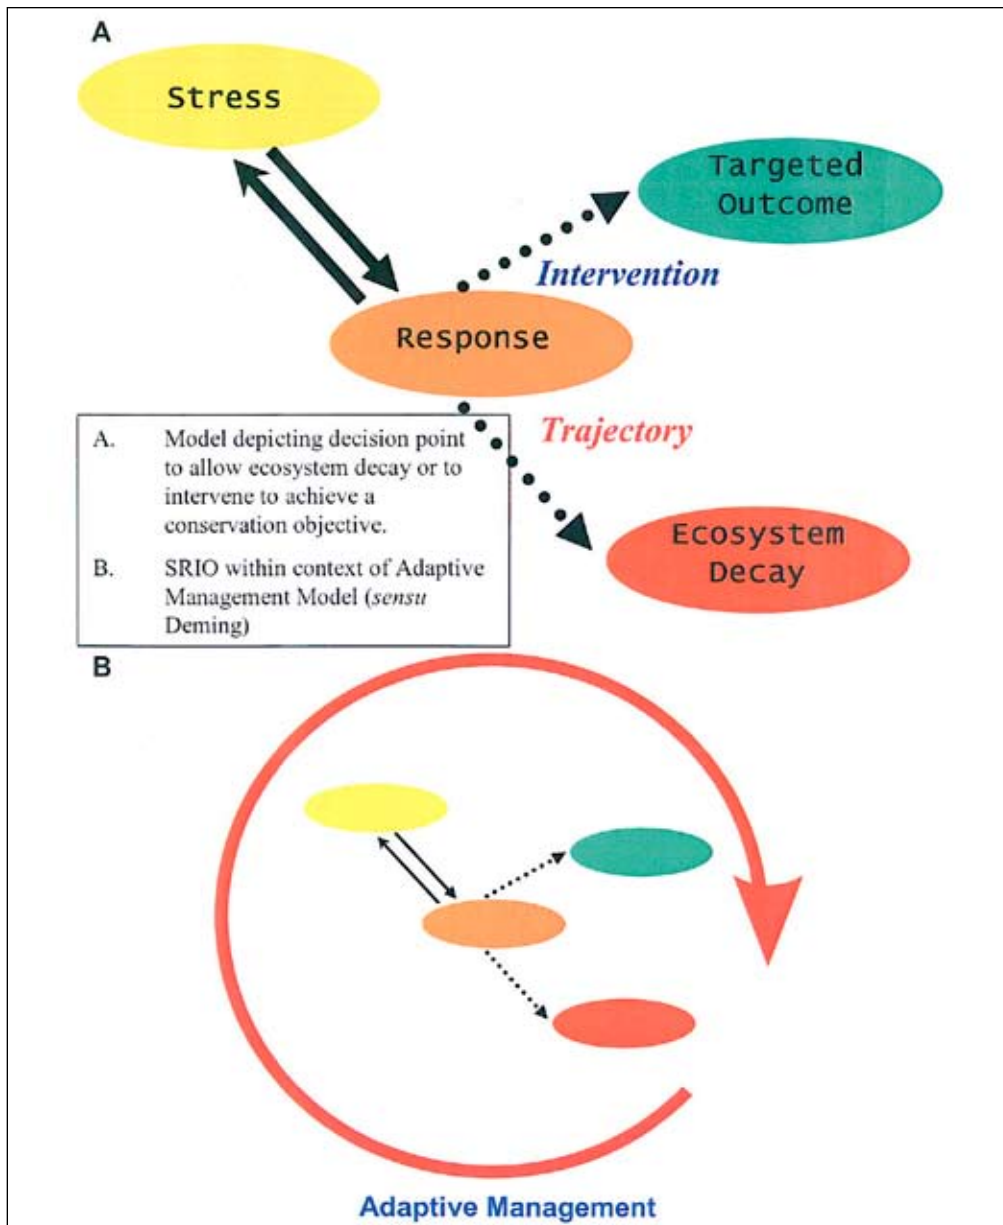 A
Stress
Targeted
Outcome
Intervention
Response
Trajectory
A. Model depicting decision point
to allow ecosystem decay or to
intervene to achieve a
conservation objective.
B. SRIO within context of Adaptive
Management Model (sensu
Deming)
Ecosystem
Decay
B
Adaptive Management